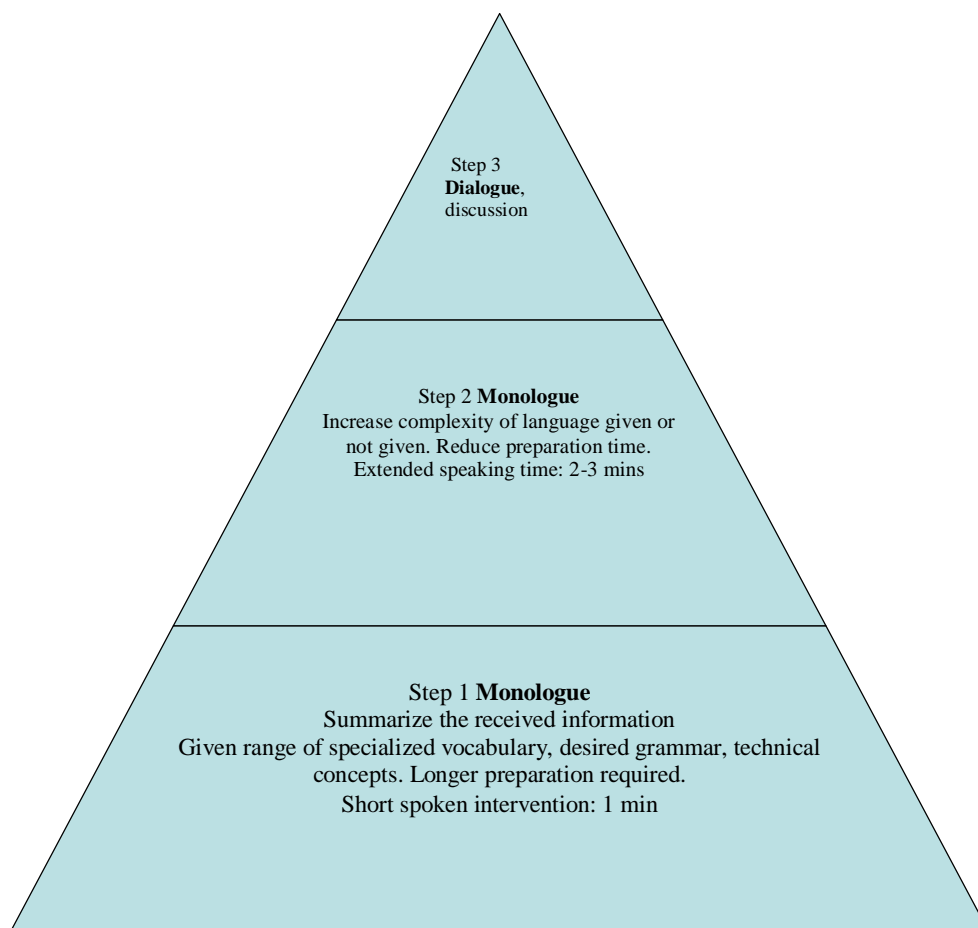 Step 3
Dialogue,
discussion
Step 2 Monologue
Increase complexity of language given or
not given. Reduce preparation time.
Extended speaking time: 2-3 mins
Step 1 Monologue
Summarize the received information
Given range of specialized vocabulary, desired grammar, technical
concepts. Longer preparation required.
Short spoken intervention: 1 min